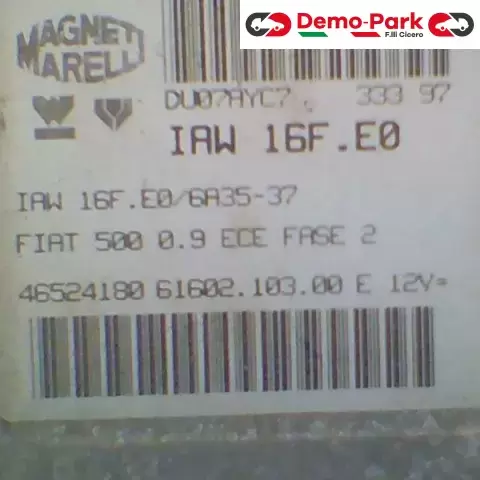 MAGNETI
MARELLI
Demo-Park
F.lli Cicero
DU07AYC7 333 97
IAW 16F.E0
IAW 16F.E0/6A35-37
FIAT 500 0.9 ECE FASE 2
46524180 61602.103.00 E 12V=